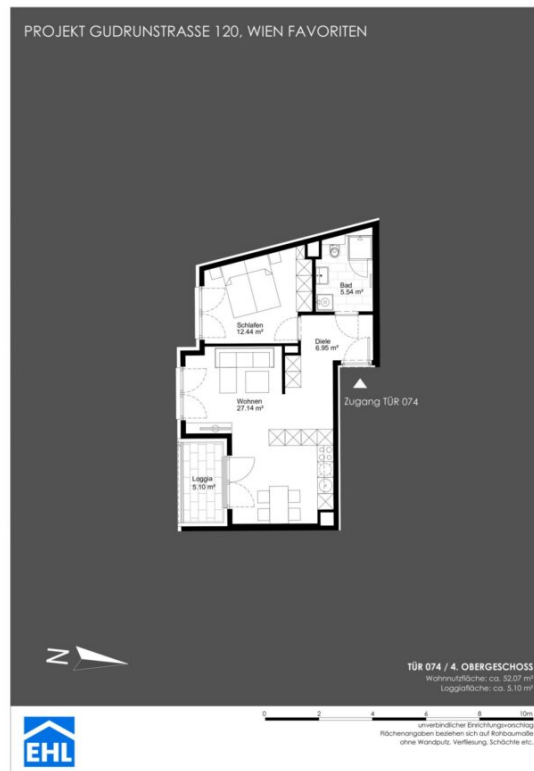 PROJEKT GUDRUNSTRASSE 120, WIEN FAVORITEN
Bad
5.54 m²
Schlafen
12.44 m²
Diele
6.95 m²
Wohnen
27.14 m²
Zugang TÜR 074
Loggia
5.10 m²
N
TÜR 074 / 4. OBERGESCHOSS
Wohnnutzfläche: ca. 52.07 m²
Loggiafläche: ca. 5.10 m²
0 2 4 6 8 10m
unverbindlicher Einrichtungsvorschlag
Flächenangaben beziehen sich auf Rohbaumaße
ohne Wandputz, Verfliesung, Schächte etc.
EHL